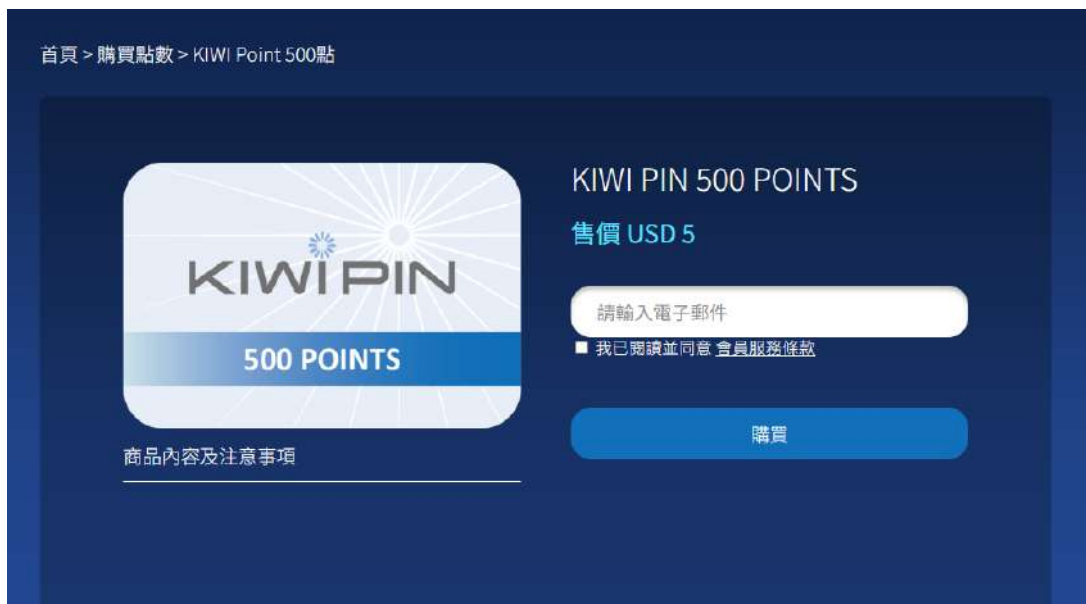 首頁 > 購買點數 > KIWI Point 500點
KIWI PIN
500 POINTS
商品內容及注意事項
KIWI PIN 500 POINTS
售價 USD 5
請輸入電子郵件
我已閱讀並同意 會員服務條款
購買